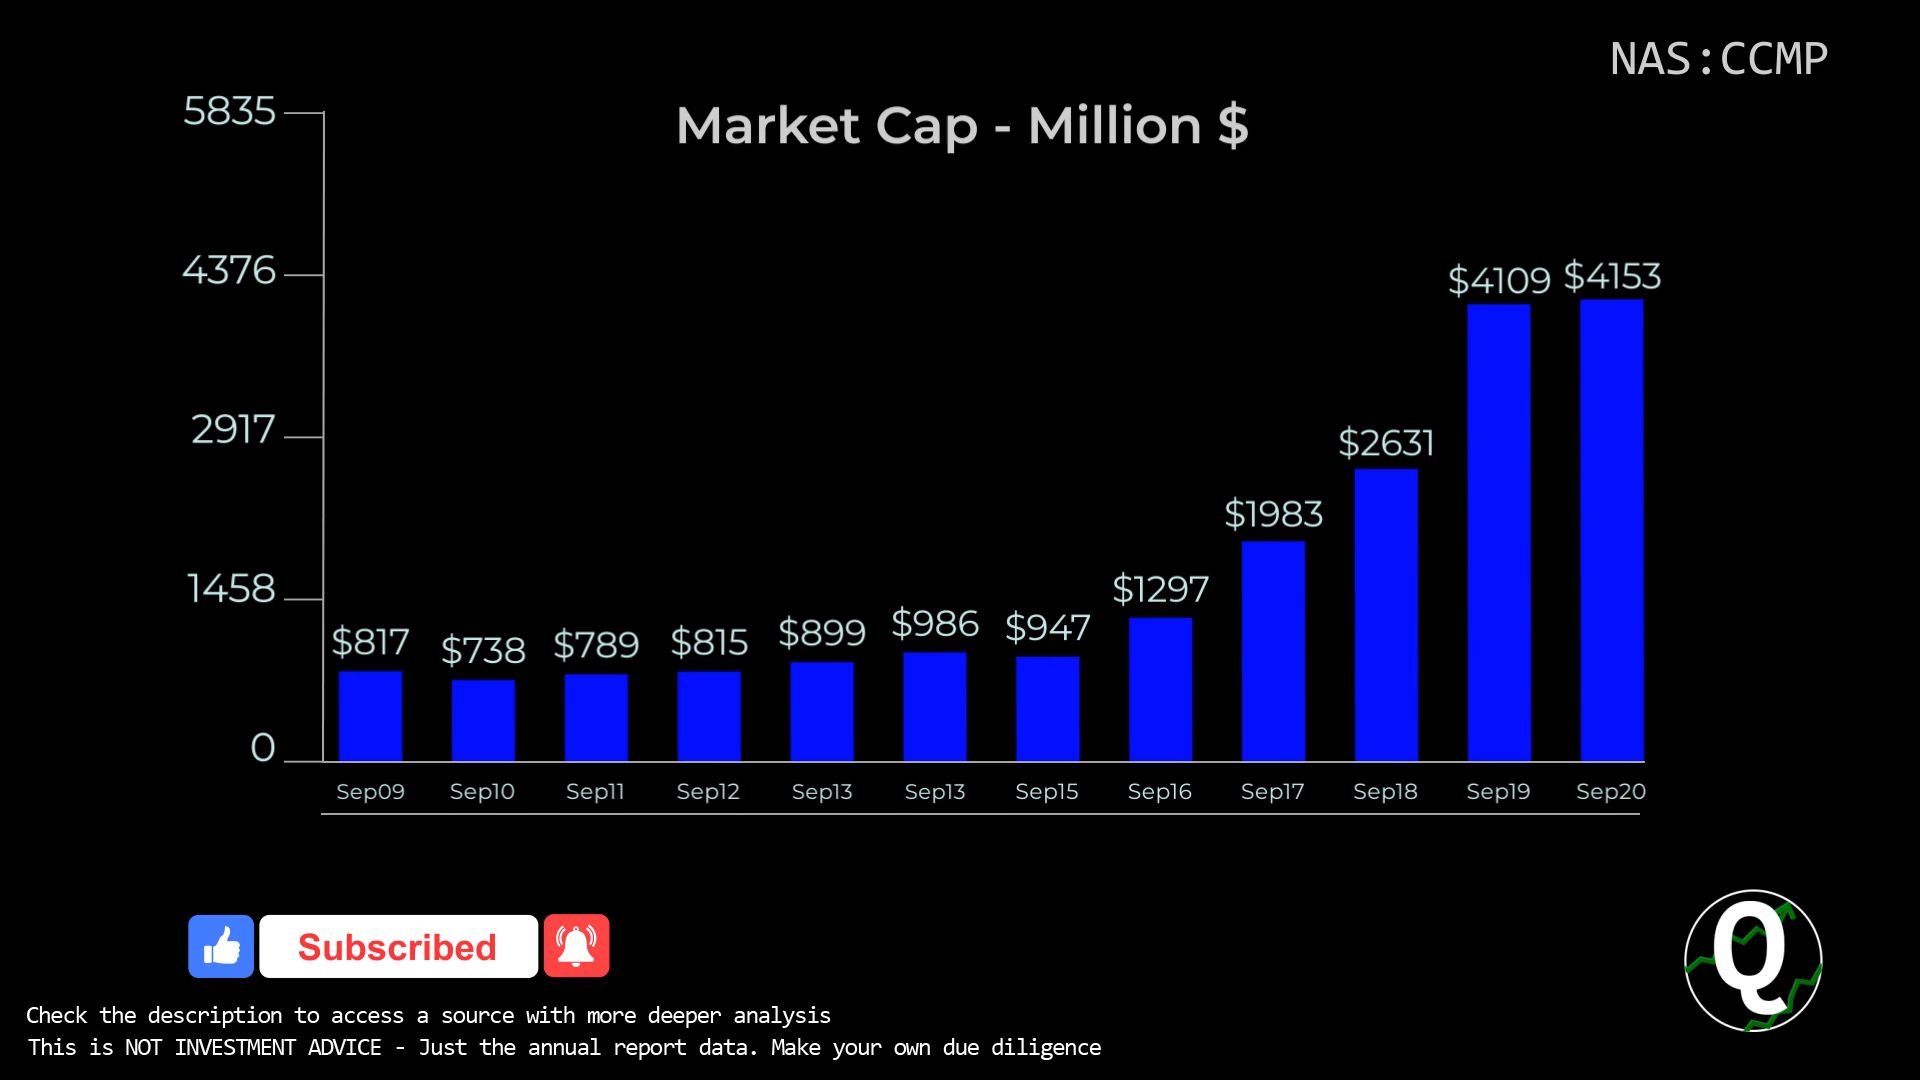 NAS:CCMP
Market Cap - Million $
5835
4376
2917
1458
0
$817
$738
$789
$815
$899
$986
$947
$1297
$1983
$2631
$4109
$4153
Sep09
Sep10
Sep11
Sep12
Sep13
Sep13
Sep15
Sep16
Sep17
Sep18
Sep19
Sep20
Subscribed
Q
Check the description to access a source with more deeper analysis
This is NOT INVESTMENT ADVICE - Just the annual report data. Make your own due diligence